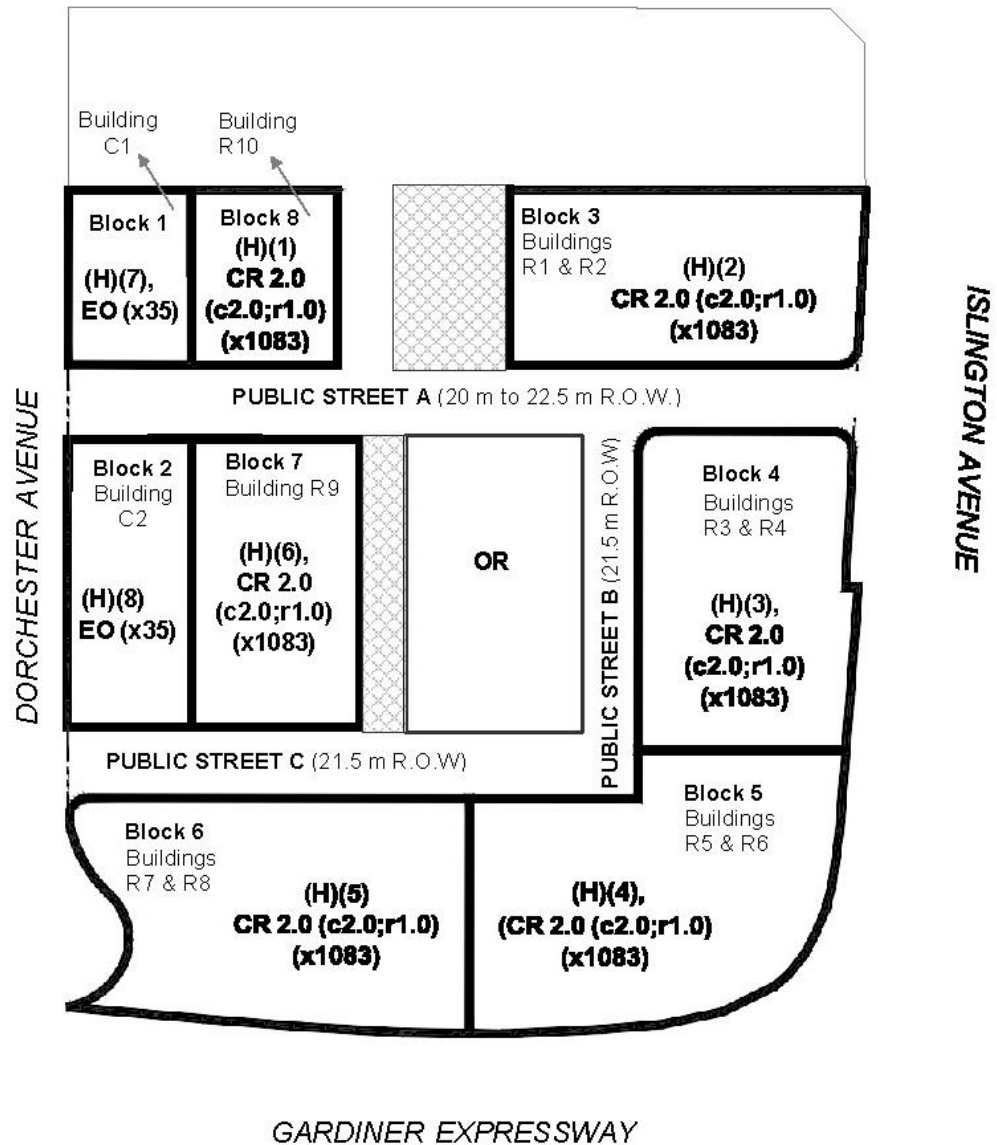 Building
C1
Building
R10
Block 1
(H)(7),
EO (x35)
Block 8
(H)(1)
CR 2.0
(c2.0;r1.0)
(x1083)
Block 3
Buildings
R1 & R2
(H)(2)
CR 2.0 (c2.0;r1.0)
(x1083)
ISLINGTON AVENUE
PUBLIC STREET A (20 m to 22.5 m R.O.W.)
DORCHESTER AVENUE
Block 2
Building
C2
(H)(8)
EO (x35)
Block 7
Building R9
(H)(6),
CR 2.0
(c2.0;r1.0)
(x1083)
OR
PUBLIC STREET B (21.5 m R.O.W)
Block 4
Buildings
R3 & R4
(H)(3),
CR 2.0
(c2.0;r1.0)
(x1083)
PUBLIC STREET C (21.5 m R.O.W)
Block 6
Buildings
R7 & R8
(H)(5)
CR 2.0 (c2.0;r1.0)
(x1083)
Block 5
Buildings
R5 & R6
(H)(4),
(CR 2.0 (c2.0;r1.0)
(x1083)
GARDINER EXPRESSWAY